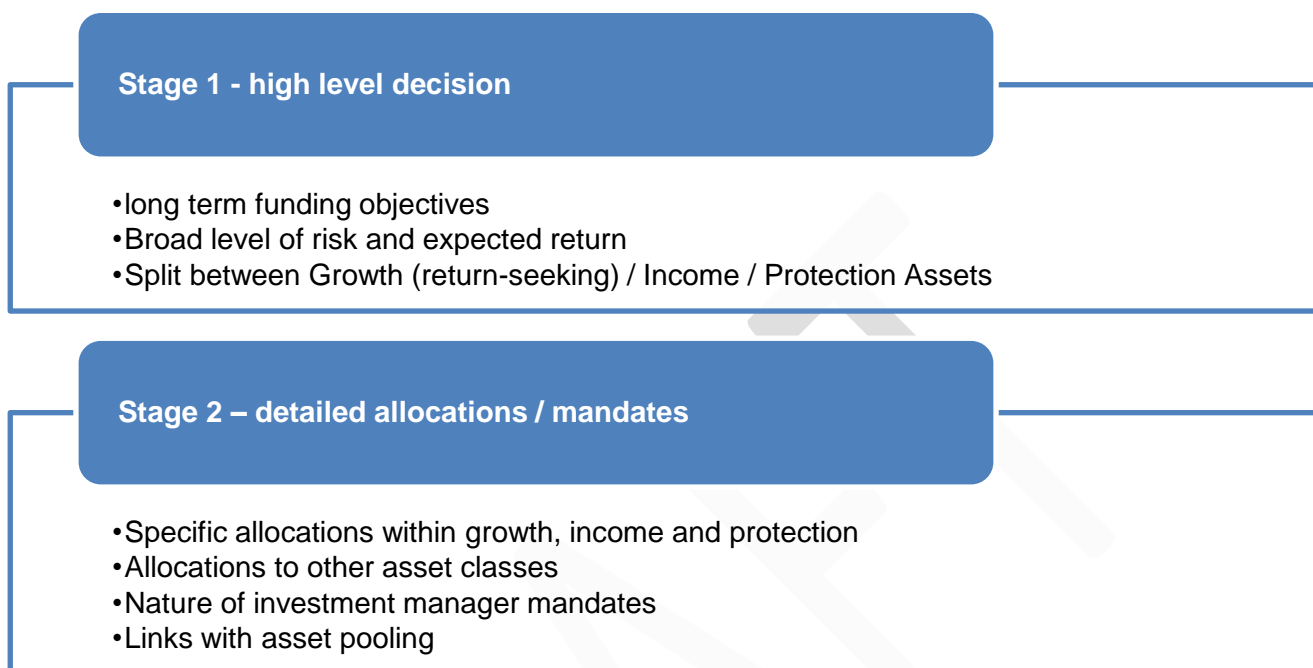 Stage 1 - high level decision
•long term funding objectives
•Broad level of risk and expected return
•Split between Growth (return-seeking) / Income / Protection Assets
Stage 2 – detailed allocations / mandates
•Specific allocations within growth, income and protection
•Allocations to other asset classes
•Nature of investment manager mandates
•Links with asset pooling